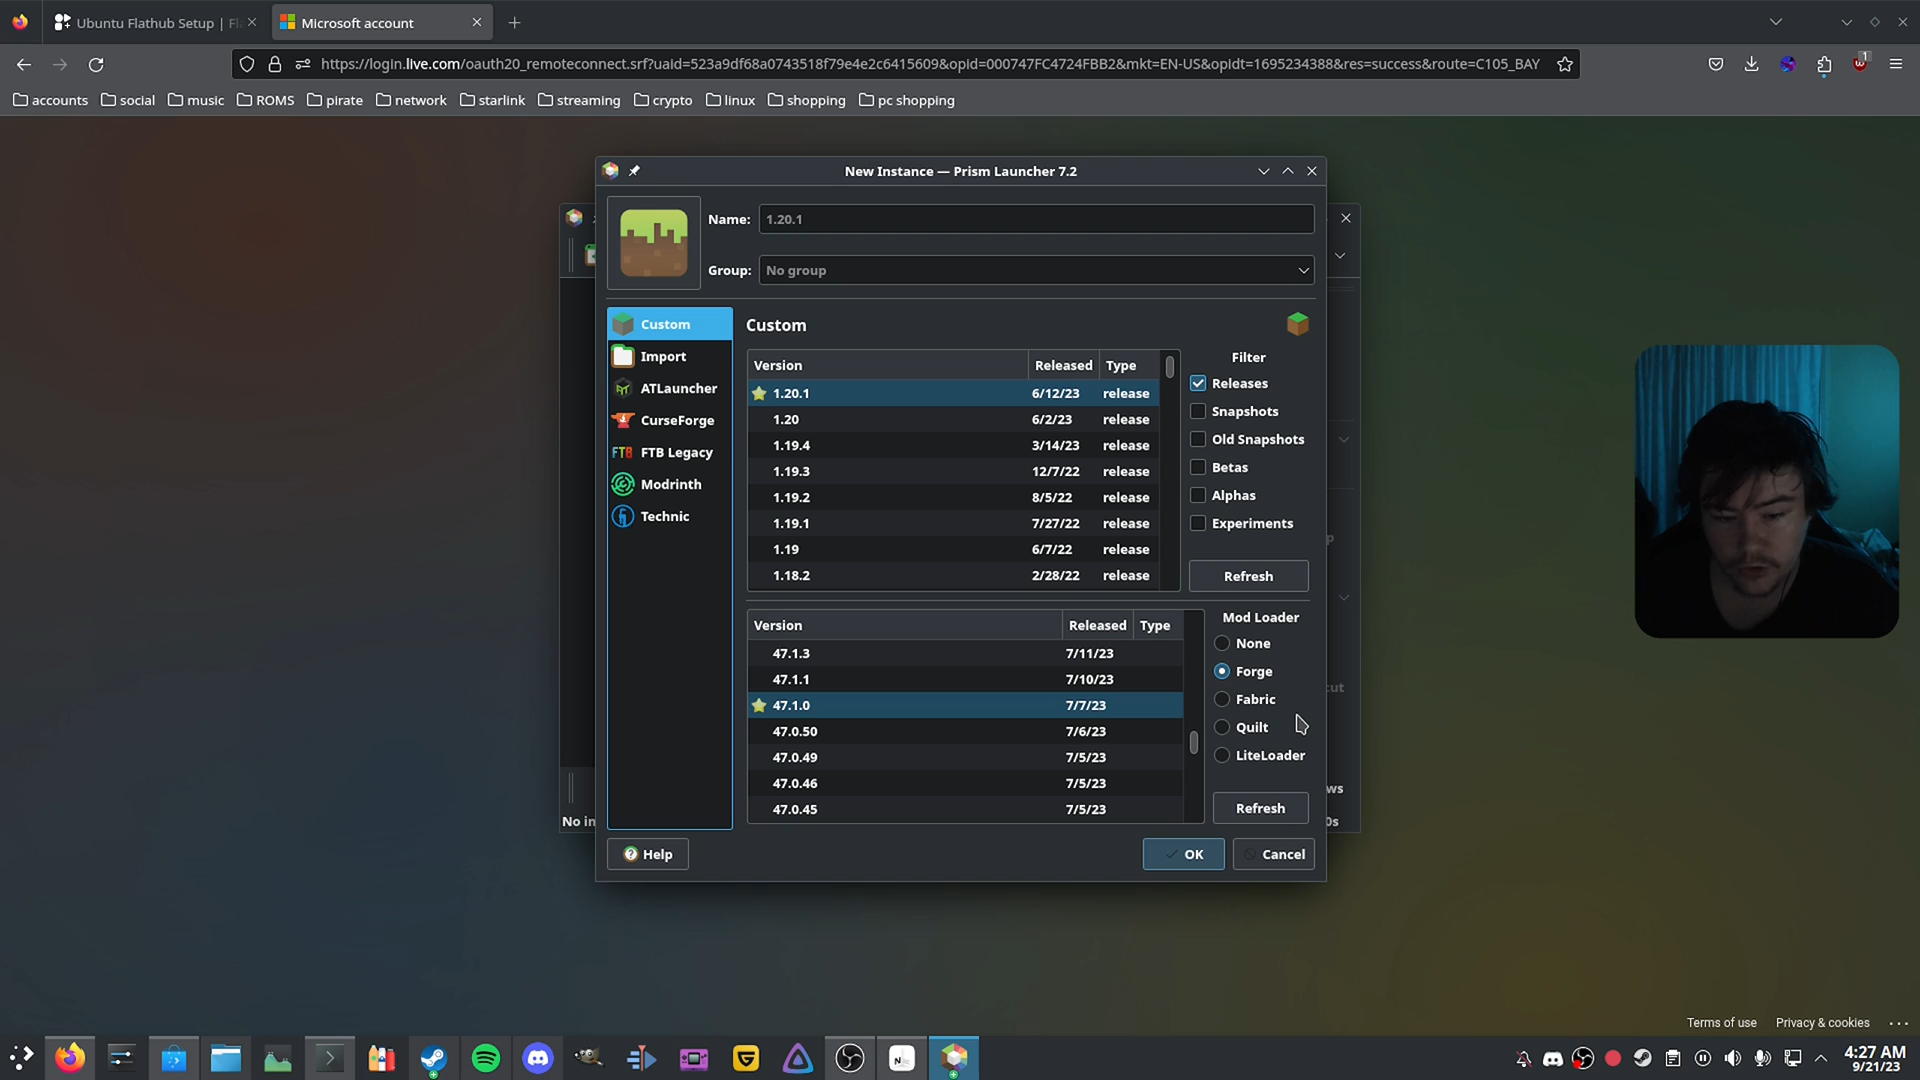 Ubuntu Flathub Setup | Fl
Microsoft account
https://login.live.com/oauth20_remoteconnect.srf?uaid=523a9df68a0743518f79e4e2c6415609&opid=000747FC4724FBB2&mkt=EN-US&opidt=1695234388&res=success&route=C105_BAY
1
accounts social music ROMS pirate network starlink streaming crypto linux shopping pc shopping
New Instance — Prism Launcher 7.2
Name: 1.20.1
Group: No group
Custom
Import
ATLauncher
CurseForge
FTB Legacy
Modrinth
Technic
Custom
Version Released Type
1.20.1 6/12/23 release
1.20 6/2/23 release
1.19.4 3/14/23 release
1.19.3 12/7/22 release
1.19.2 8/5/22 release
1.19.1 7/27/22 release
1.19 6/7/22 release
1.18.2 2/28/22 release
Filter
Releases
Snapshots
Old Snapshots
Betas
Alphas
Experiments
Refresh
Version Released Type
47.1.3 7/11/23
47.1.1 7/10/23
47.1.0 7/7/23
47.0.50 7/6/23
47.0.49 7/5/23
47.0.46 7/5/23
47.0.45 7/5/23
Mod Loader
None
Forge
Fabric
Quilt
LiteLoader
Refresh
Help
OK
Cancel
No in
p
cut
ws
0s
Terms of use Privacy & cookies ...
4:27 AM
9/21/23